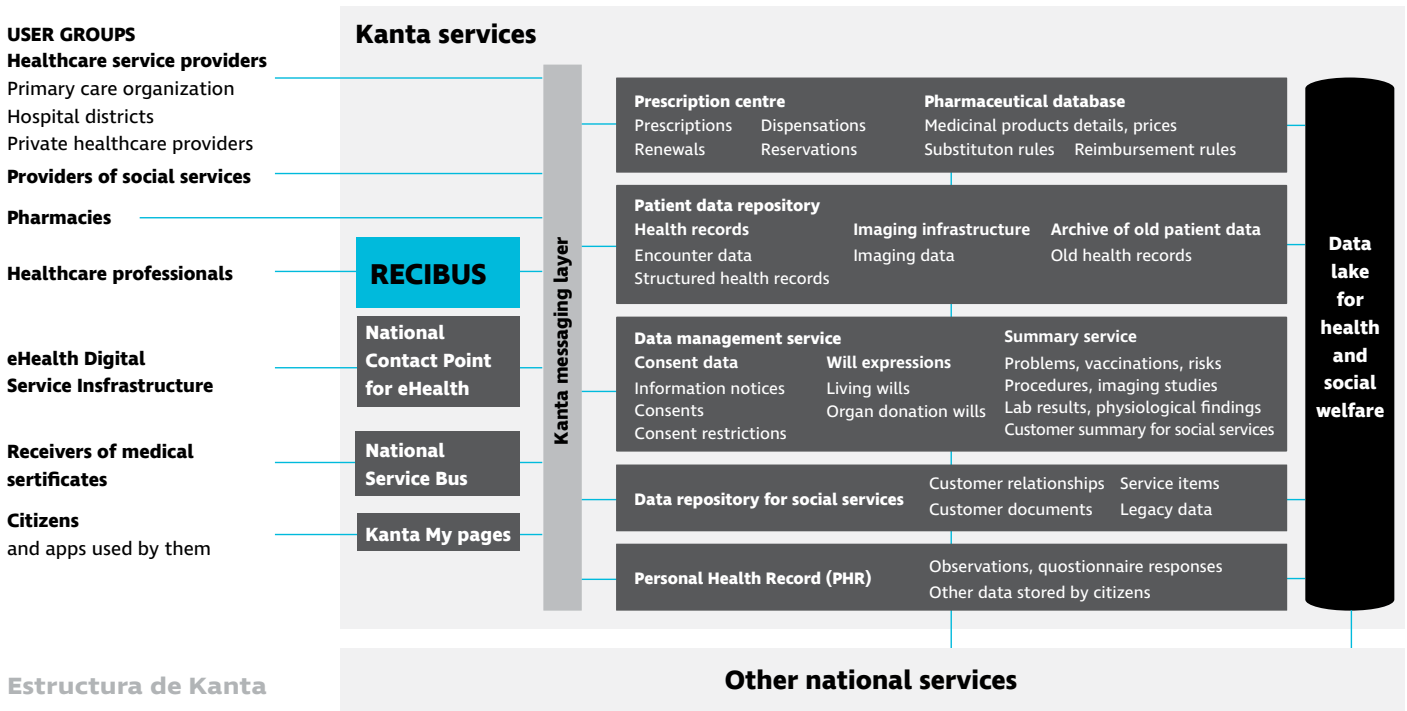 USER GROUPS
Healthcare service providers
Primary care organization
Hospital districts
Private healthcare providers
Providers of social services
Pharmacies
Healthcare professionals
eHealth Digital
Service Insfrastructure
Receivers of medical
sertificates
Citizens
and apps used by them
Estructura de Kanta
Kanta services
RECIBUS
National
Contact Point
for eHealth
National
Service Bus
Kanta My pages
Kanta messaging layer
Prescription centre
Prescriptions Dispensations
Renewals Reservations
Pharmaceutical database
Medicinal products details, prices
Substituton rules Reimbursement rules
Patient data repository
Health records
Encounter data
Structured health records
Imaging infrastructure
Imaging data
Archive of old patient data
Old health records
Data management service
Consent data
Information notices
Consents
Consent restrictions
Will expressions
Living wills
Organ donation wills
Summary service
Problems, vaccinations, risks
Procedures, imaging studies
Lab results, physiological findings
Customer summary for social services
Data repository for social services
Customer relationships Service items
Customer documents Legacy data
Personal Health Record (PHR)
Observations, quostionnaire responses
Other data stored by citizens
Data
lake
for
health
and
social
welfare
Other national services